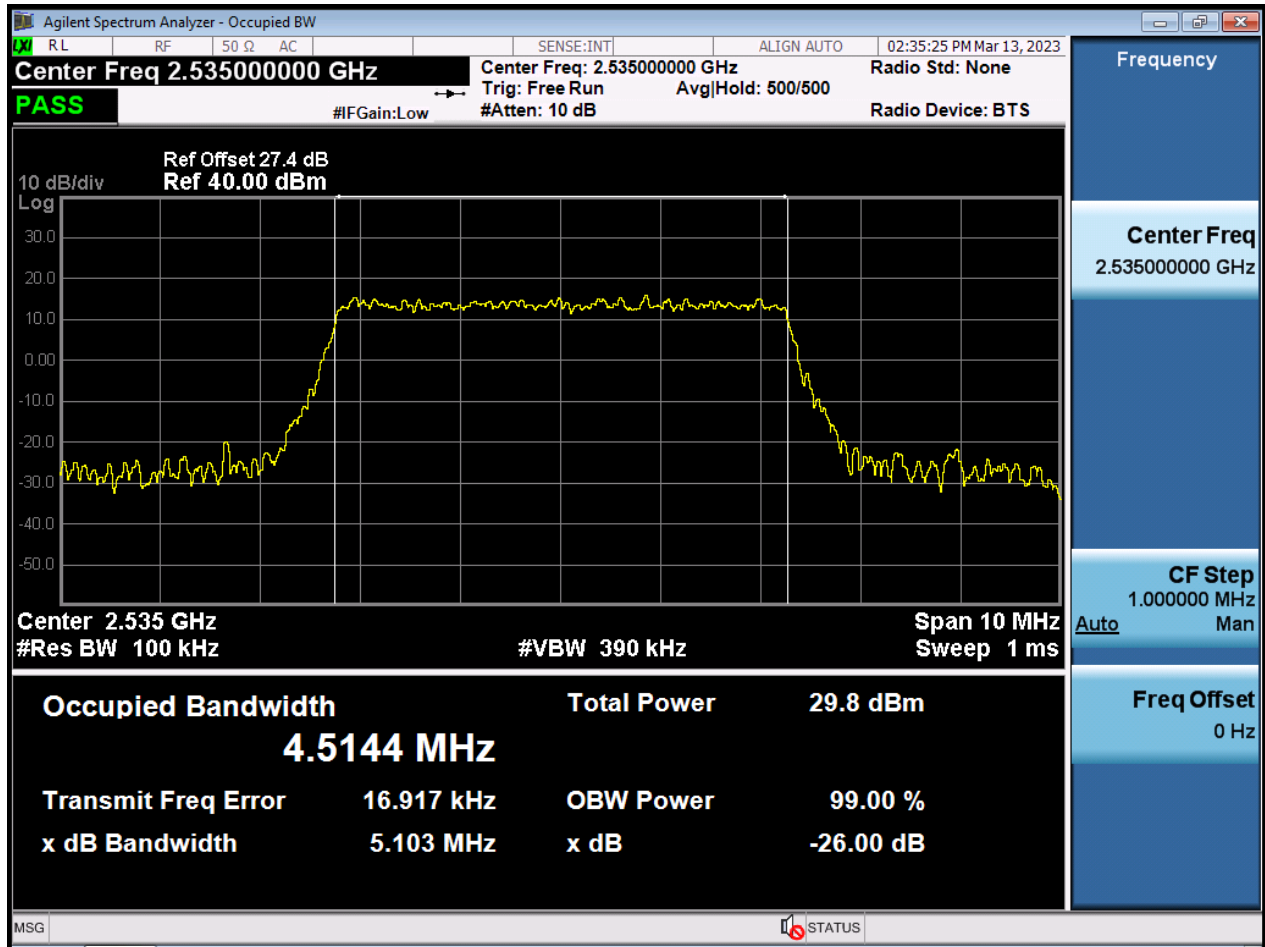 Agilent Spectrum Analyzer - Occupied BW
LXI RL RF 50 Ω AC SENSE:INT ALIGN AUTO 02:35:25 PM Mar 13, 2023
Center Freq 2.535000000 GHz
Center Freq: 2.535000000 GHz Radio Std: None
Trig: Free Run Avg|Hold: 500/500
PASS
#IFGain:Low #Atten: 10 dB Radio Device: BTS
Ref Offset 27.4 dB
10 dB/div Ref 40.00 dBm
Log
30.0
20.0
10.0
0.00
-10.0
-20.0
-30.0
-40.0
-50.0
Center 2.535 GHz Span 10 MHz
#Res BW 100 kHz #VBW 390 kHz Sweep 1 ms
Occupied Bandwidth Total Power 29.8 dBm
4.5144 MHz
Transmit Freq Error 16.917 kHz OBW Power 99.00 %
x dB Bandwidth 5.103 MHz x dB -26.00 dB
MSG STATUS
Frequency
Center Freq
2.535000000 GHz
CF Step
1.000000 MHz
Auto Man
Freq Offset
0 Hz